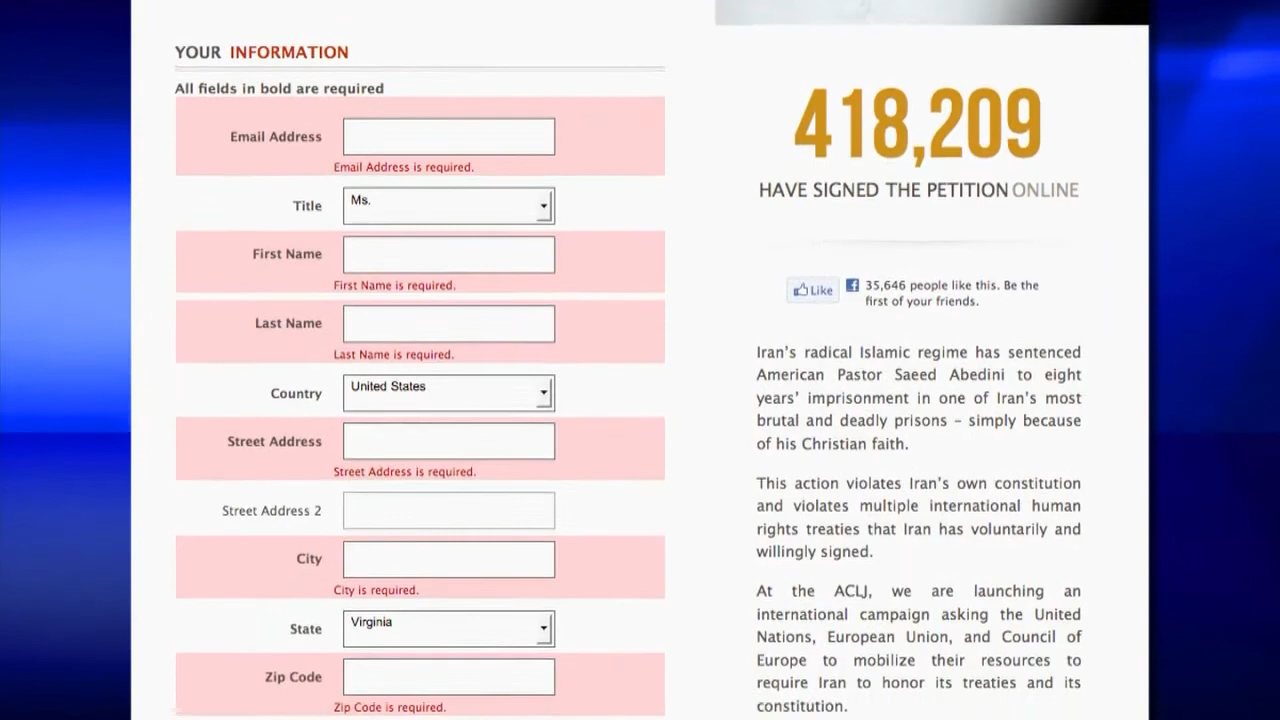 YOUR INFORMATION
All fields in bold are required
Email Address
Email Address is required.
Title
Ms.
First Name
First Name is required.
Last Name
Last Name is required.
Country
United States
Street Address
Street Address is required.
Street Address 2
City
City is required.
State
Virginia
Zip Code
Zip Code is required.
418,209
HAVE SIGNED THE PETITION ONLINE
Like
35,646 people like this. Be the
first of your friends.
Iran's radical Islamic regime has sentenced
American Pastor Saeed Abedini to eight
years' imprisonment in one of Iran's most
brutal and deadly prisons – simply because
of his Christian faith.
This action violates Iran's own constitution
and violates multiple international human
rights treaties that Iran has voluntarily and
willingly signed.
At the ACLJ, we are launching an
international campaign asking the United
Nations, European Union, and Council of
Europe to mobilize their resources to
require Iran to honor its treaties and its
constitution.